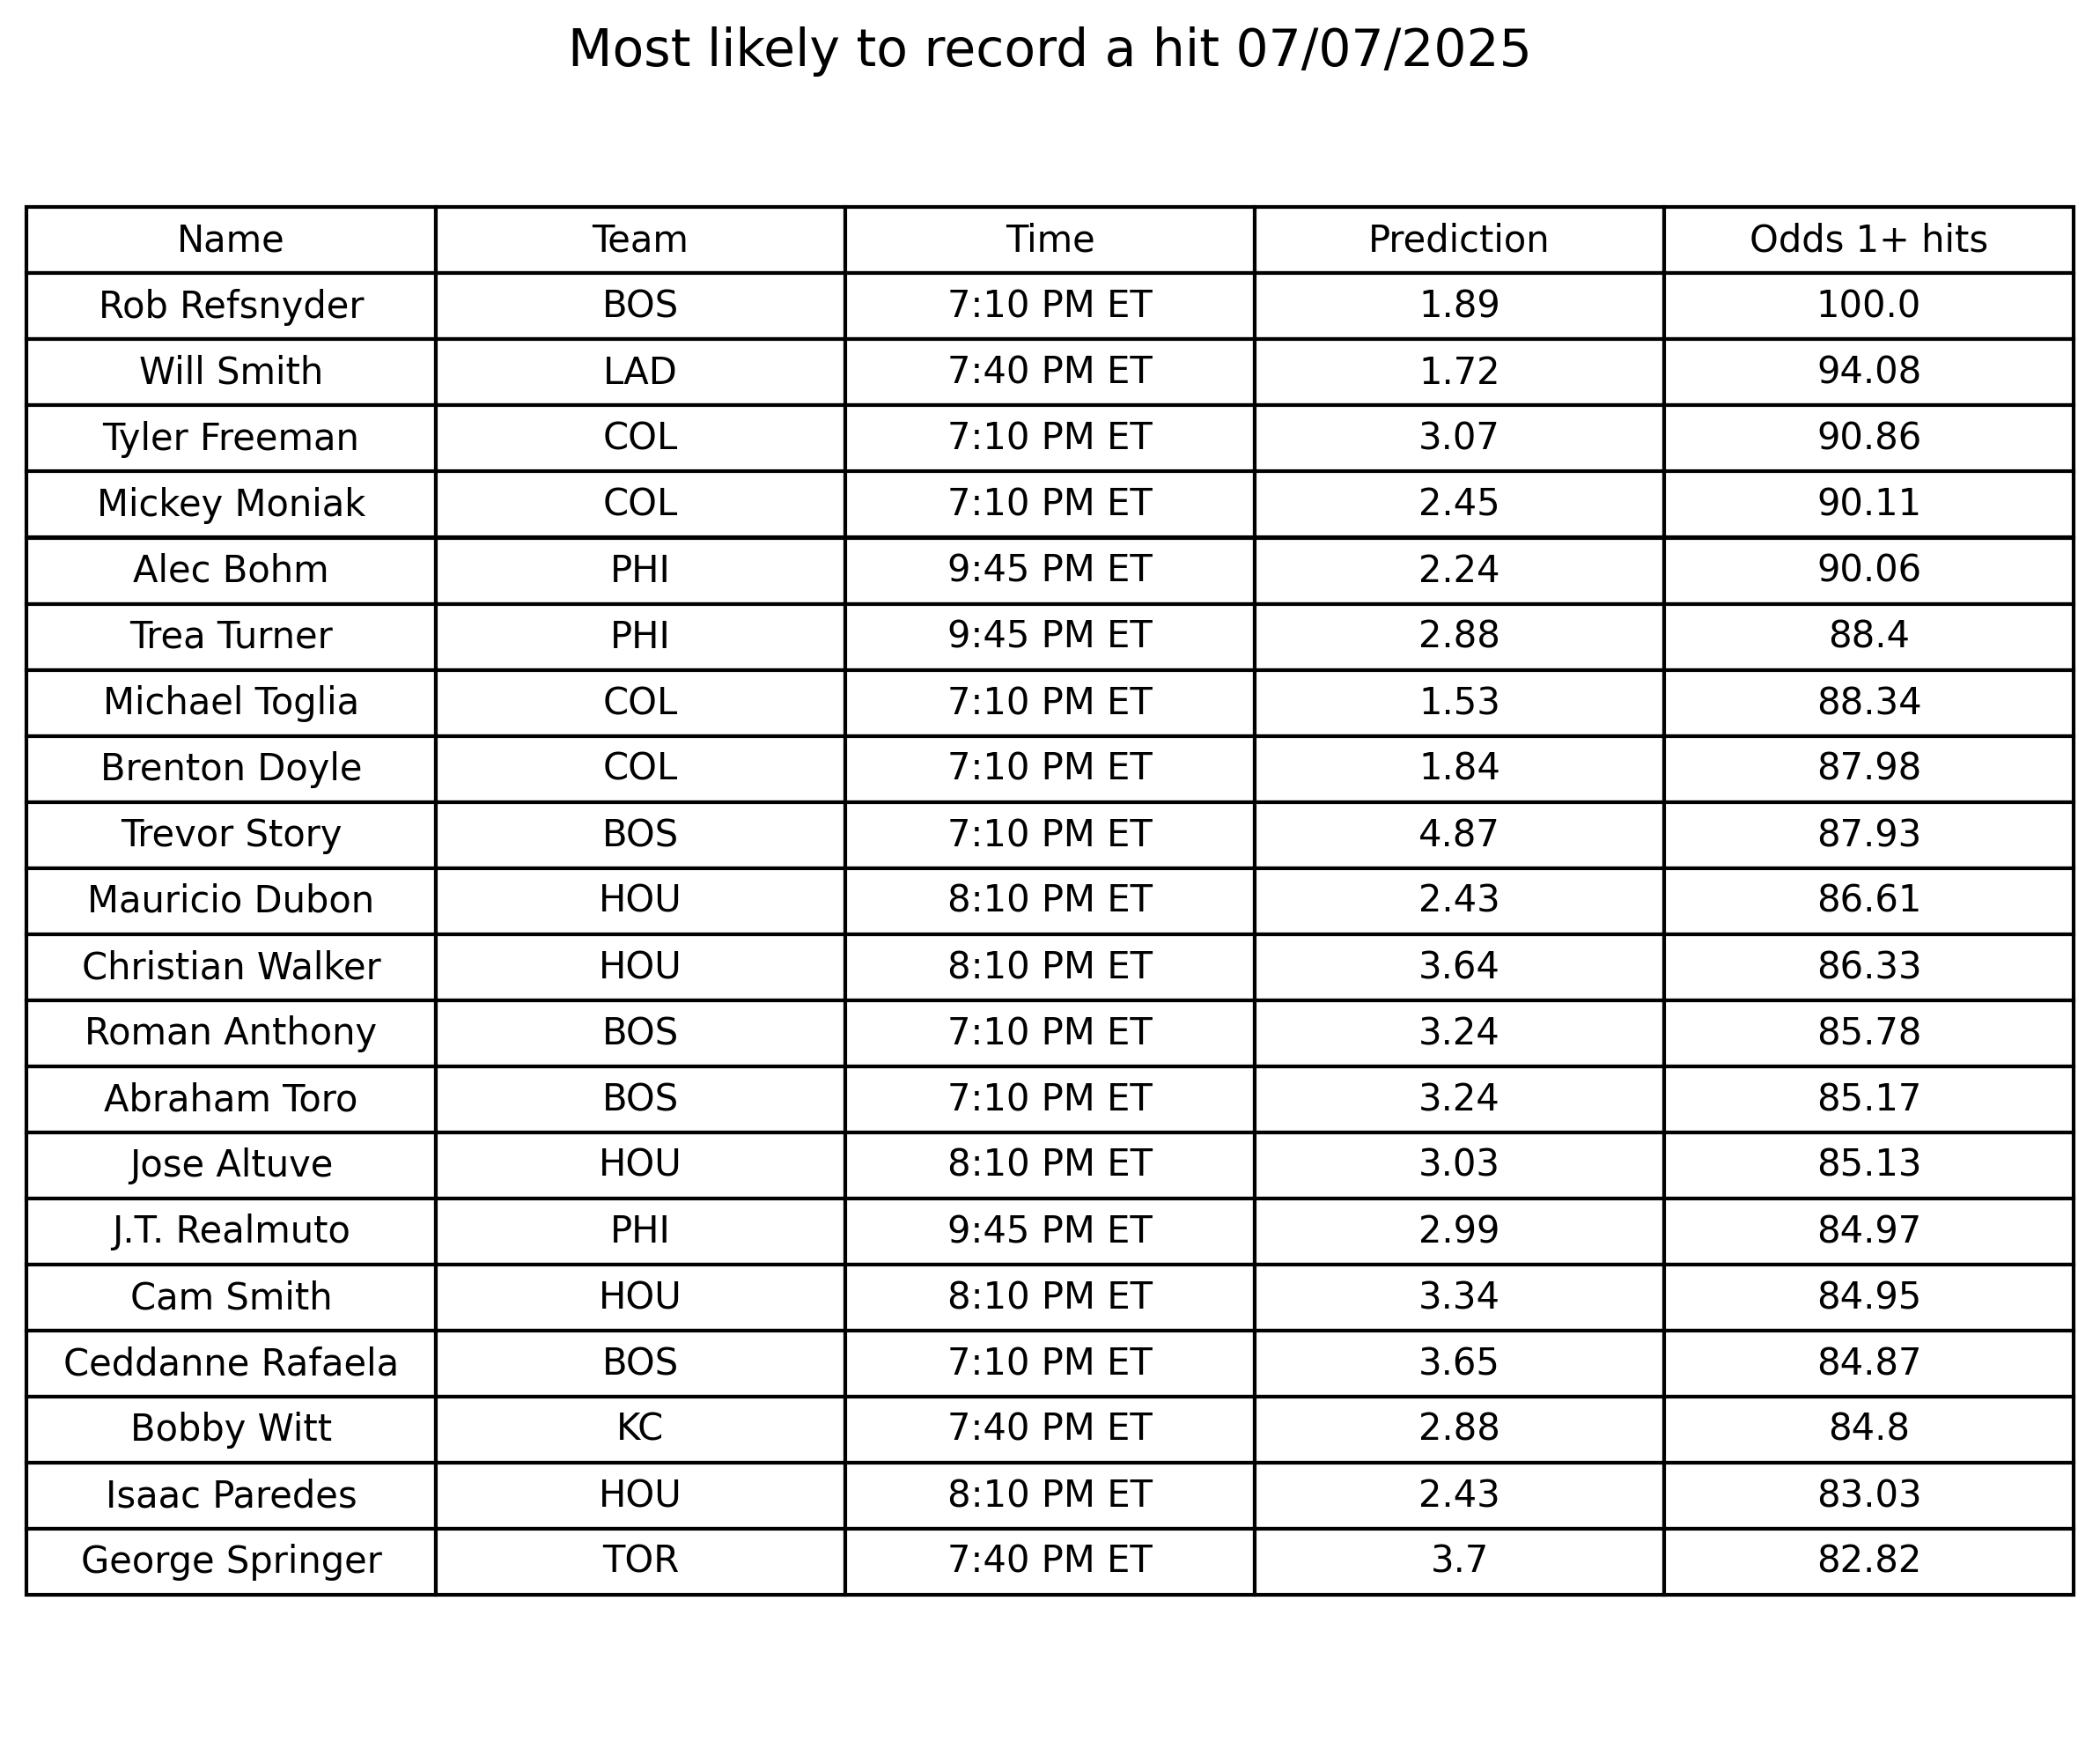 Most likely to record a hit 07/07/2025
Name Team Time Prediction Odds 1+ hits
Rob Refsnyder BOS 7:10 PM ET 1.89 100.0
Will Smith LAD 7:40 PM ET 1.72 94.08
Tyler Freeman COL 7:10 PM ET 3.07 90.86
Mickey Moniak COL 7:10 PM ET 2.45 90.11
Alec Bohm PHI 9:45 PM ET 2.24 90.06
Trea Turner PHI 9:45 PM ET 2.88 88.4
Michael Toglia COL 7:10 PM ET 1.53 88.34
Brenton Doyle COL 7:10 PM ET 1.84 87.98
Trevor Story BOS 7:10 PM ET 4.87 87.93
Mauricio Dubon HOU 8:10 PM ET 2.43 86.61
Christian Walker HOU 8:10 PM ET 3.64 86.33
Roman Anthony BOS 7:10 PM ET 3.24 85.78
Abraham Toro BOS 7:10 PM ET 3.24 85.17
Jose Altuve HOU 8:10 PM ET 3.03 85.13
J.T. Realmuto PHI 9:45 PM ET 2.99 84.97
Cam Smith HOU 8:10 PM ET 3.34 84.95
Ceddanne Rafaela BOS 7:10 PM ET 3.65 84.87
Bobby Witt KC 7:40 PM ET 2.88 84.8
Isaac Paredes HOU 8:10 PM ET 2.43 83.03
George Springer TOR 7:40 PM ET 3.7 82.82